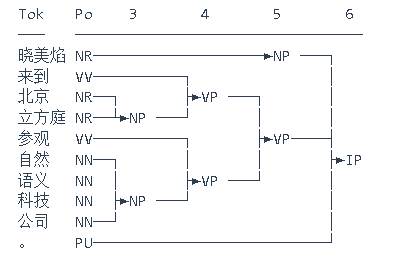 Tok Po 3 4 5 6
晓美焰 NR NP
来到 VV
北京 NR VP
立方庭 NR NP
参观 VV VP
自然 NN IP
语义 NN VP
科技 NN NP
公司 NN
。 PU